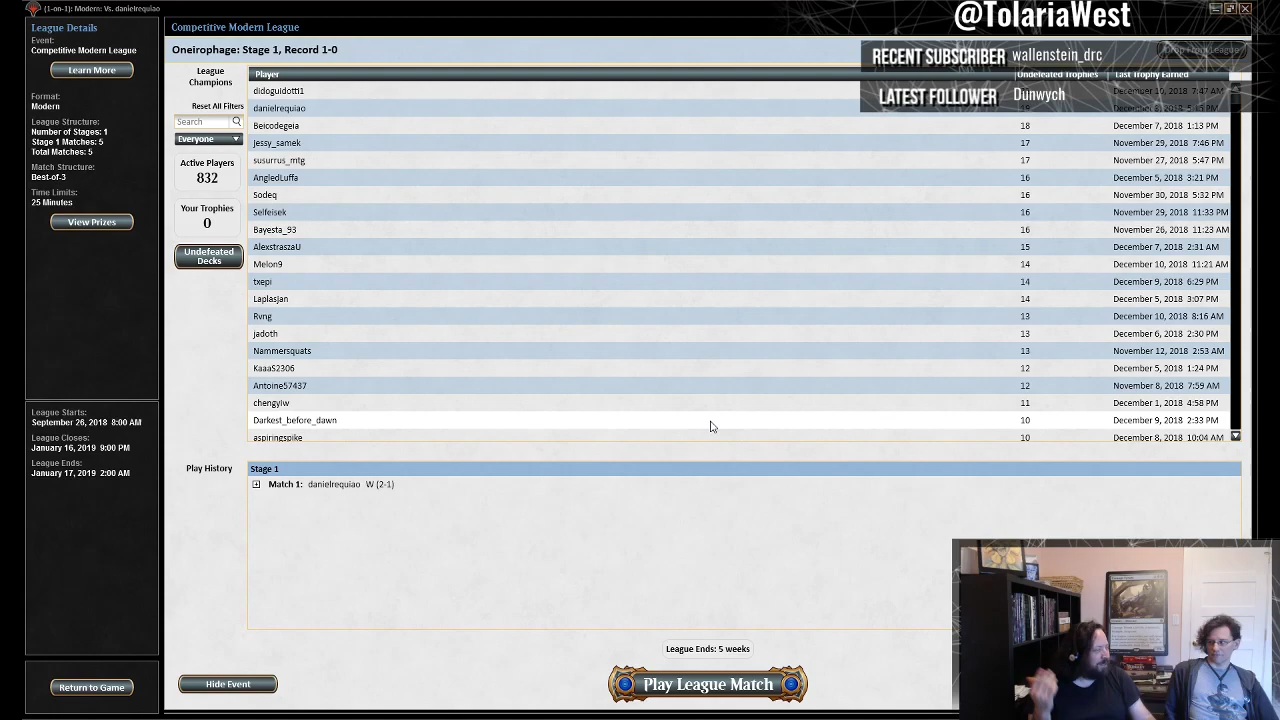 (1-on-1): Modern: Vs. danielrequiao
@TolariaWest
League Details
Event:
Competitive Modern League
Learn More
Format:
Modern
League Structure:
Number of Stages: 1
Stage 1 Matches: 5
Total Matches: 5
Match Structure:
Best-of-3
Time Limits:
25 Minutes
View Prizes
League Starts:
September 26, 2018 8:00 AM
League Closes:
January 16, 2019 9:00 PM
League Ends:
January 17, 2019 2:00 AM
Return to Game
Competitive Modern League
Oneirophage: Stage 1, Record 1-0
Drop From League
RECENT SUBSCRIBER wallenstein_drc
LATEST FOLLOWER Dunwych
League Champions
Reset All Filters
Search
Everyone
Active Players
832
Your Trophies
0
Undefeated Decks
Player Undefeated Trophies Last Trophy Earned
didoguidotti1 December 10, 7:47 AM
danielrequiao 19
Beicodegeia 18 December 7, 2018 1:13 PM
jessy_samek 17 November 29, 2018 7:46 PM
susurrus_mtg 17 November 27, 2018 5:47 PM
AngledLuffa 16 December 5, 2018 3:21 PM
Sodeq 16 November 30, 2018 5:32 PM
Selfeisek 16 November 29, 2018 11:33 PM
Bayesta_93 16 November 26, 2018 11:23 AM
AlexstraszaU 15 December 7, 2018 2:31 AM
Melon9 14 December 10, 2018 11:21 AM
txepi 14 December 9, 2018 6:29 PM
Laplasjan 14 December 5, 2018 3:07 PM
Rvng 13 December 10, 2018 8:16 AM
jadoth 13 December 6, 2018 2:30 PM
Nammersquats 13 November 12, 2018 2:53 AM
KaaaS2306 12 December 5, 2018 1:24 PM
Antoine57437 12 November 8, 2018 7:59 AM
chengyiw 11 December 1, 2018 4:58 PM
Darkest_before_dawn 10 December 9, 2018 2:33 PM
aspiringspike 10 December 8, 2018 10:04 AM
Play History
Stage 1
Match 1: danielrequiao W (2-1)
League Ends: 5 weeks
Hide Event
Play League Match